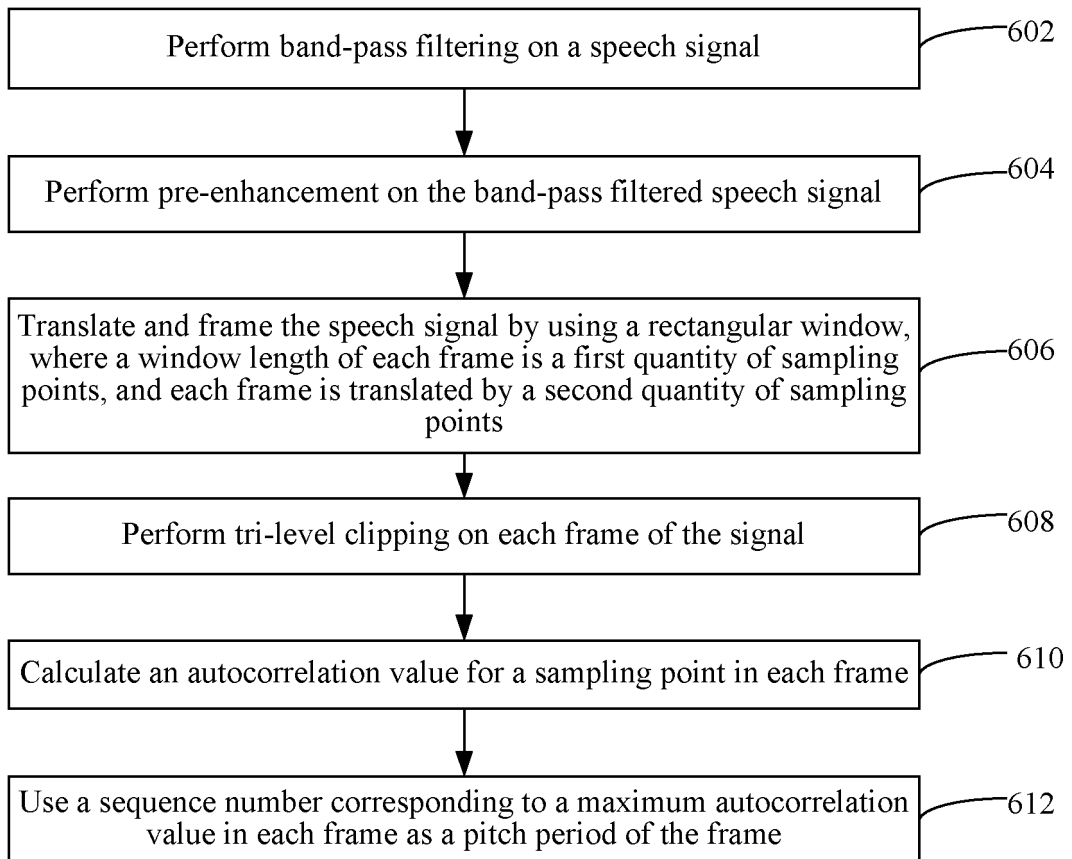 Perform band-pass filtering on a speech signal
602
Perform pre-enhancement on the band-pass filtered speech signal
604
Translate and frame the speech signal by using a rectangular window,
where a window length of each frame is a first quantity of sampling
points, and each frame is translated by a second quantity of sampling
points
606
Perform tri-level clipping on each frame of the signal
608
Calculate an autocorrelation value for a sampling point in each frame
610
Use a sequence number corresponding to a maximum autocorrelation
value in each frame as a pitch period of the frame
612